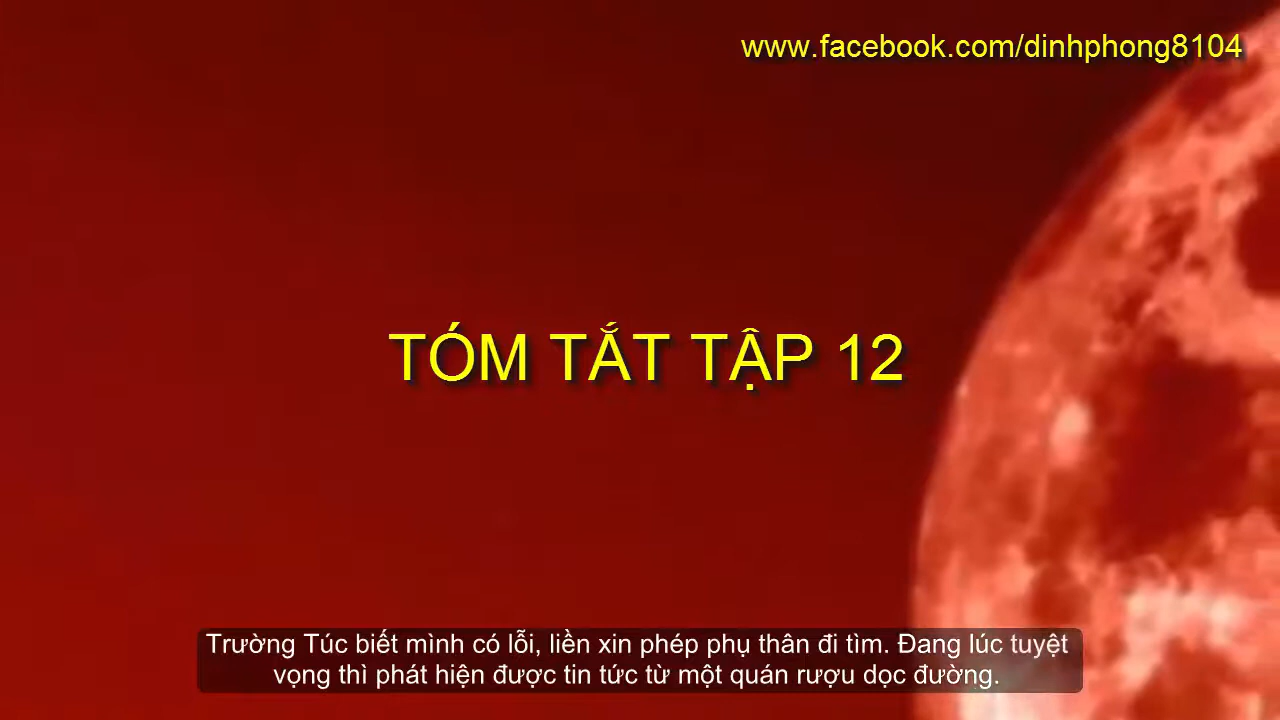 www.facebook.com/dinhphong8104
TÓM TẮT TẬP 12
Trường Túc biết mình có lỗi, liền xin phép phụ thân đi tìm. Đang lúc tuyệt
vọng thì phát hiện được tin tức từ một quán rượu dọc đường.